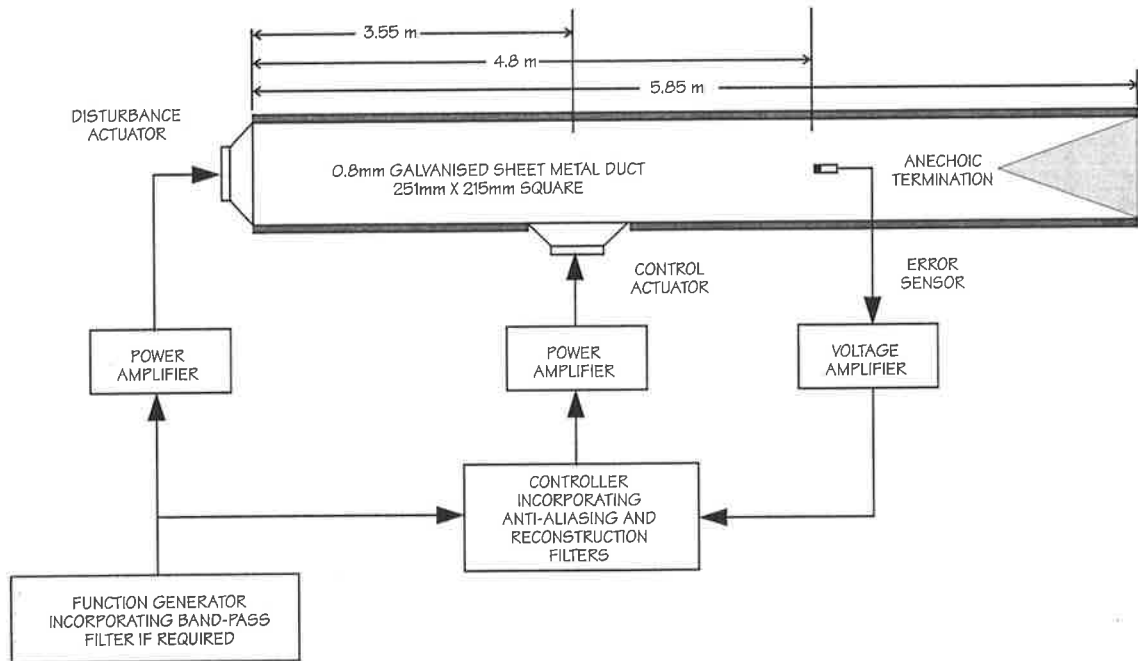 3.55 m
4.8 m
5.85 m
DISTURBANCE
ACTUATOR
0.8mm GALVANISED SHEET METAL DUCT
251mm X 215mm SQUARE
ANECHOIC
TERMINATION
CONTROL
ACTUATOR
ERROR
SENSOR
POWER
AMPLIFIER
POWER
AMPLIFIER
VOLTAGE
AMPLIFIER
CONTROLLER
INCORPORATING
ANTI-ALIASING AND
RECONSTRUCTION
FILTERS
FUNCTION GENERATOR
INCORPORATING BAND-PASS
FILTER IF REQUIRED